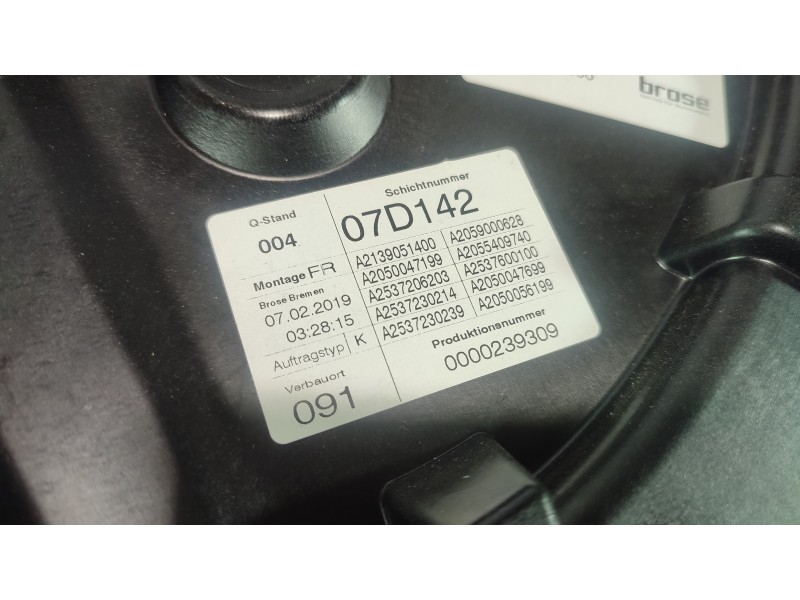 brose
Q-Stand
004
Schichtnummer
07D142
Montage FR
Brose Bremen
07.02.2019
03:28:15
Auftragstyp K
A2139051400 A2059000628
A2050047199 A2055409740
A2537206203 A2537600100
A2537230214 A2050047699
A2537230239 A2050056199
Verbauort
091
Produktionsnummer
0000239309